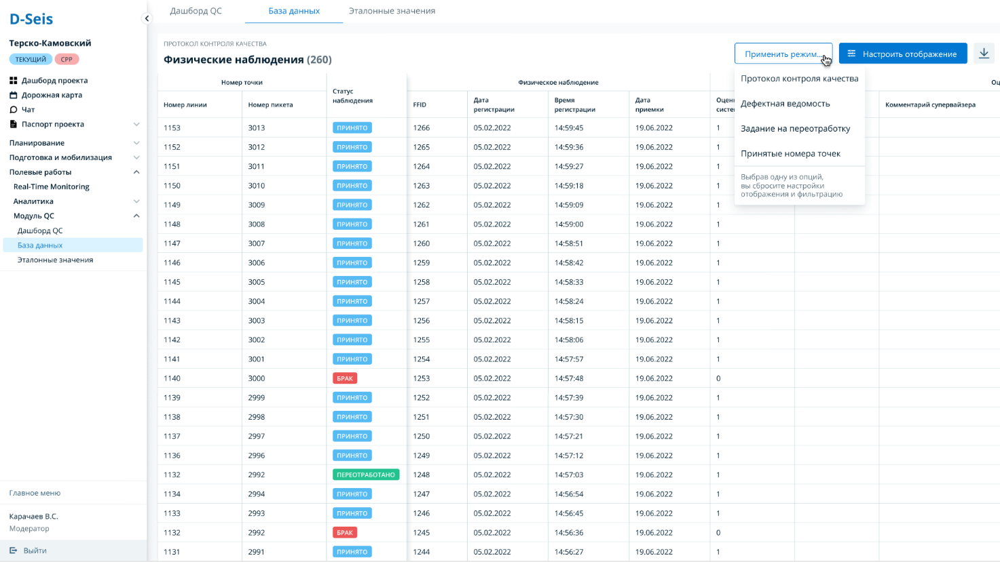 D-Seis
Терско-Камовский
ТЕКУЩИЙ CPP
Дашборд проекта
Дорожная карта
Чат
Паспорт проекта
Планирование
Подготовка и мобилизация
Полевые работы
Real-Time Monitoring
Аналитика
Модуль QC
Дашборд QC
База данных
Эталонные значения
Главное меню
Карачаев В.С.
Модератор
Выйти
Дашборд QC База данных Эталонные значения
ПРОТОКОЛ КОНТРОЛЯ КАЧЕСТВА
Физические наблюдения (260)
Применить режим...
Настроить отображение
Протокол контроля качества
Дефектная ведомость
Задание на переотработку
Принятые номера точек
Выбрав одну из опций,
вы сбросите настройки
отображения и фильтрацию
Номер точки Статус наблюдения Физическое наблюдение Оц
Номер линии Номер пикета FFID Дата регистрации Время регистрации Дата приемки Оцен систе Комментарий супервайзера
1153 3013 ПРИНЯТО 1266 05.02.2022 14:59:45 19.06.2022 1
1152 3012 ПРИНЯТО 1265 05.02.2022 14:59:36 19.06.2022 1
1151 3011 ПРИНЯТО 1264 05.02.2022 14:59:27 19.06.2022 1
1150 3010 ПРИНЯТО 1263 05.02.2022 14:59:18 19.06.2022 1
1149 3009 ПРИНЯТО 1262 05.02.2022 14:59:09 19.06.2022 1
1148 3008 ПРИНЯТО 1261 05.02.2022 14:59:00 19.06.2022 1
1147 3007 ПРИНЯТО 1260 05.02.2022 14:58:51 19.06.2022 1
1146 3006 ПРИНЯТО 1259 05.02.2022 14:58:42 19.06.2022 1
1145 3005 ПРИНЯТО 1258 05.02.2022 14:58:33 19.06.2022 1
1144 3004 ПРИНЯТО 1257 05.02.2022 14:58:24 19.06.2022 1
1143 3003 ПРИНЯТО 1256 05.02.2022 14:58:15 19.06.2022 1
1142 3002 ПРИНЯТО 1255 05.02.2022 14:58:06 19.06.2022 1
1141 3001 ПРИНЯТО 1254 05.02.2022 14:57:57 19.06.2022 1
1140 3000 БРАК 1253 05.02.2022 14:57:48 19.06.2022 0
1139 2999 ПРИНЯТО 1252 05.02.2022 14:57:39 19.06.2022 1
1138 2998 ПРИНЯТО 1251 05.02.2022 14:57:30 19.06.2022 1
1137 2997 ПРИНЯТО 1250 05.02.2022 14:57:21 19.06.2022 1
1136 2996 ПРИНЯТО 1249 05.02.2022 14:57:12 19.06.2022 1
1132 2992 ПЕРЕОТРАБОТАНО 1248 05.02.2022 14:57:03 19.06.2022 1
1134 2994 ПРИНЯТО 1247 05.02.2022 14:56:54 19.06.2022 1
1133 2993 ПРИНЯТО 1246 05.02.2022 14:56:45 19.06.2022 1
1132 2992 БРАК 1245 05.02.2022 14:56:36 19.06.2022 0
1131 2991 ПРИНЯТО 1244 05.02.2022 14:56:27 19.06.2022 1